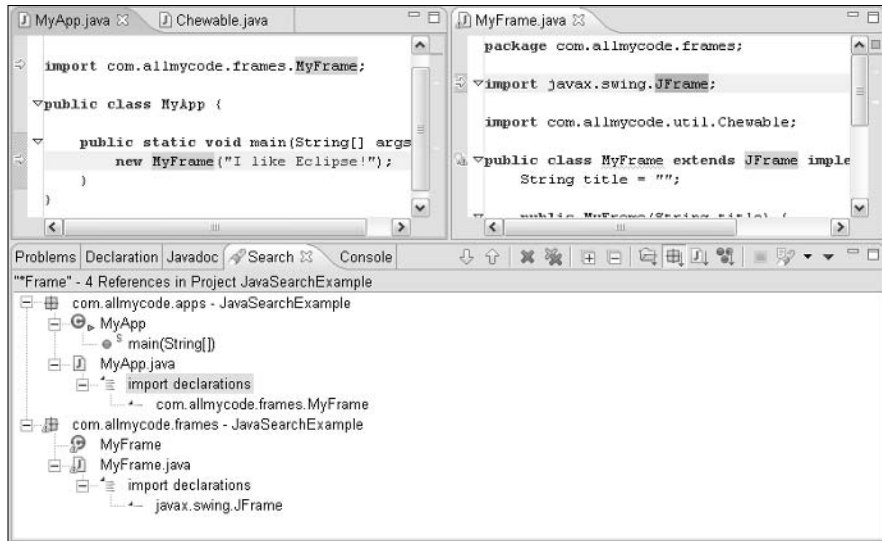 MyApp.java
Chewable.java
import com.allmycode.frames.MyFrame;
public class MyApp {
public static void main(String[] args
new MyFrame("I like Eclipse!");
}
}
MyFrame.java
package com.allmycode.frames;
import javax.swing.JFrame;
import com.allmycode.util.Chewable;
public class MyFrame extends JFrame imple
String title = "";
public MyFrame(String title) {
Problems Declaration Javadoc Search Console
"*Frame" - 4 References in Project JavaSearchExample
com.allmycode.apps - JavaSearchExample
MyApp
main(String[])
MyApp.java
import declarations
com.allmycode.frames.MyFrame
com.allmycode.frames - JavaSearchExample
MyFrame
MyFrame.java
import declarations
javax.swing.JFrame